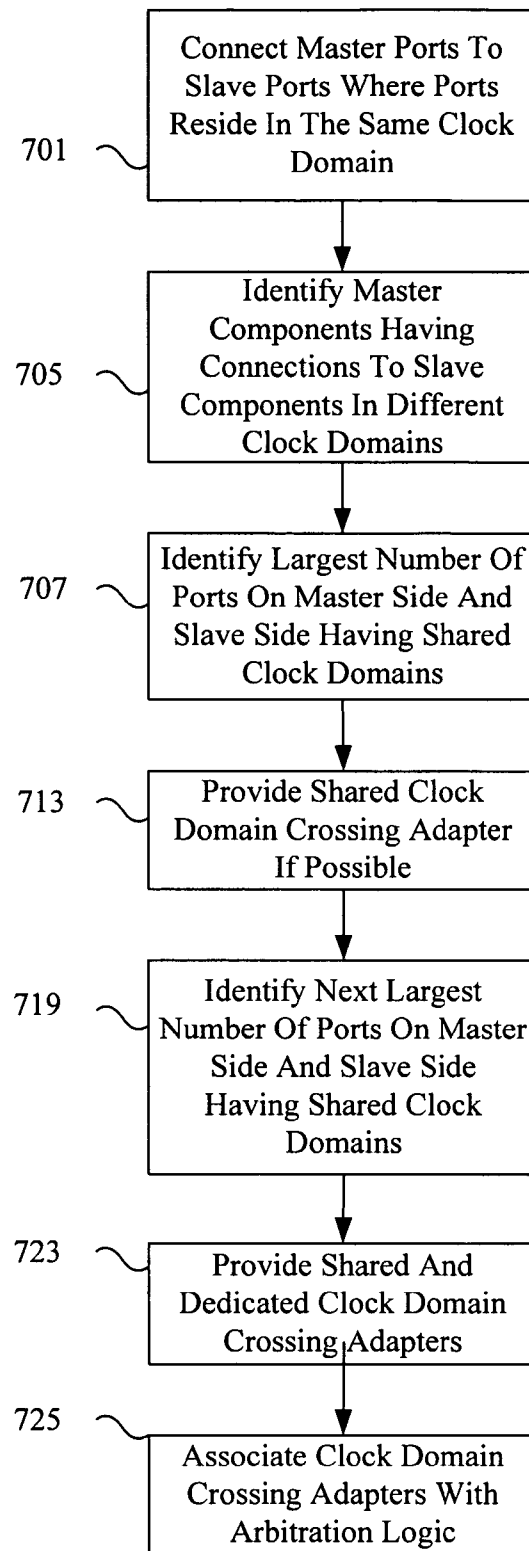 Connect Master Ports To
Slave Ports Where Ports
Reside In The Same Clock
Domain
701
Identify Master
Components Having
Connections To Slave
Components In Different
Clock Domains
705
Identify Largest Number Of
Ports On Master Side And
Slave Side Having Shared
Clock Domains
707
Provide Shared Clock
Domain Crossing Adapter
If Possible
713
Identify Next Largest
Number Of Ports On Master
Side And Slave Side
Having Shared Clock
Domains
719
Provide Shared And
Dedicated Clock Domain
Crossing Adapters
723
Associate Clock Domain
Crossing Adapters With
Arbitration Logic
725